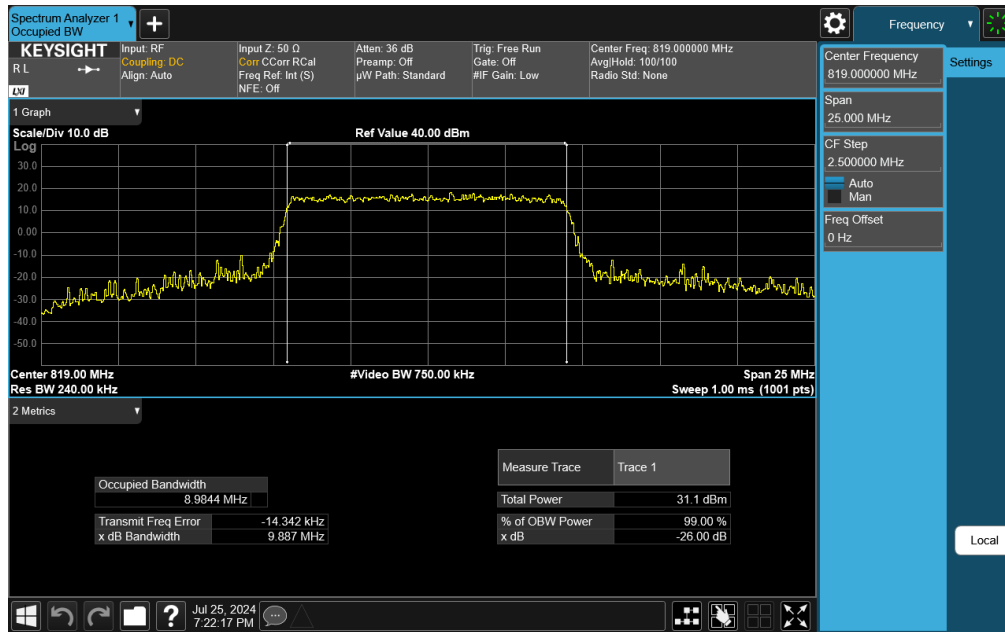 Spectrum Analyzer 1
Occupied BW
Frequency
KEYSIGHT
R L
LXI
Input: RF
Coupling: DC
Align: Auto
Input Z: 50 Ω
Corr CCorr RCal
Freq Ref: Int (S)
NFE: Off
Atten: 36 dB
Preamp: Off
µW Path: Standard
Trig: Free Run
Gate: Off
#IF Gain: Low
Center Freq: 819.000000 MHz
Avg|Hold: 100/100
Radio Std: None
Center Frequency
819.000000 MHz
Settings
Span
25.000 MHz
CF Step
2.500000 MHz
Auto
Man
Freq Offset
0 Hz
Local
1 Graph
Scale/Div 10.0 dB
Ref Value 40.00 dBm
Log
30.0
20.0
10.0
0.00
-10.0
-20.0
-30.0
-40.0
-50.0
Center 819.00 MHz
#Video BW 750.00 kHz
Span 25 MHz
Res BW 240.00 kHz
Sweep 1.00 ms (1001 pts)
2 Metrics
Measure Trace
Trace 1
Occupied Bandwidth
8.9844 MHz
Total Power
31.1 dBm
Transmit Freq Error
-14.342 kHz
% of OBW Power
99.00 %
x dB Bandwidth
9.887 MHz
x dB
-26.00 dB
?
Jul 25, 2024
7:22:17 PM